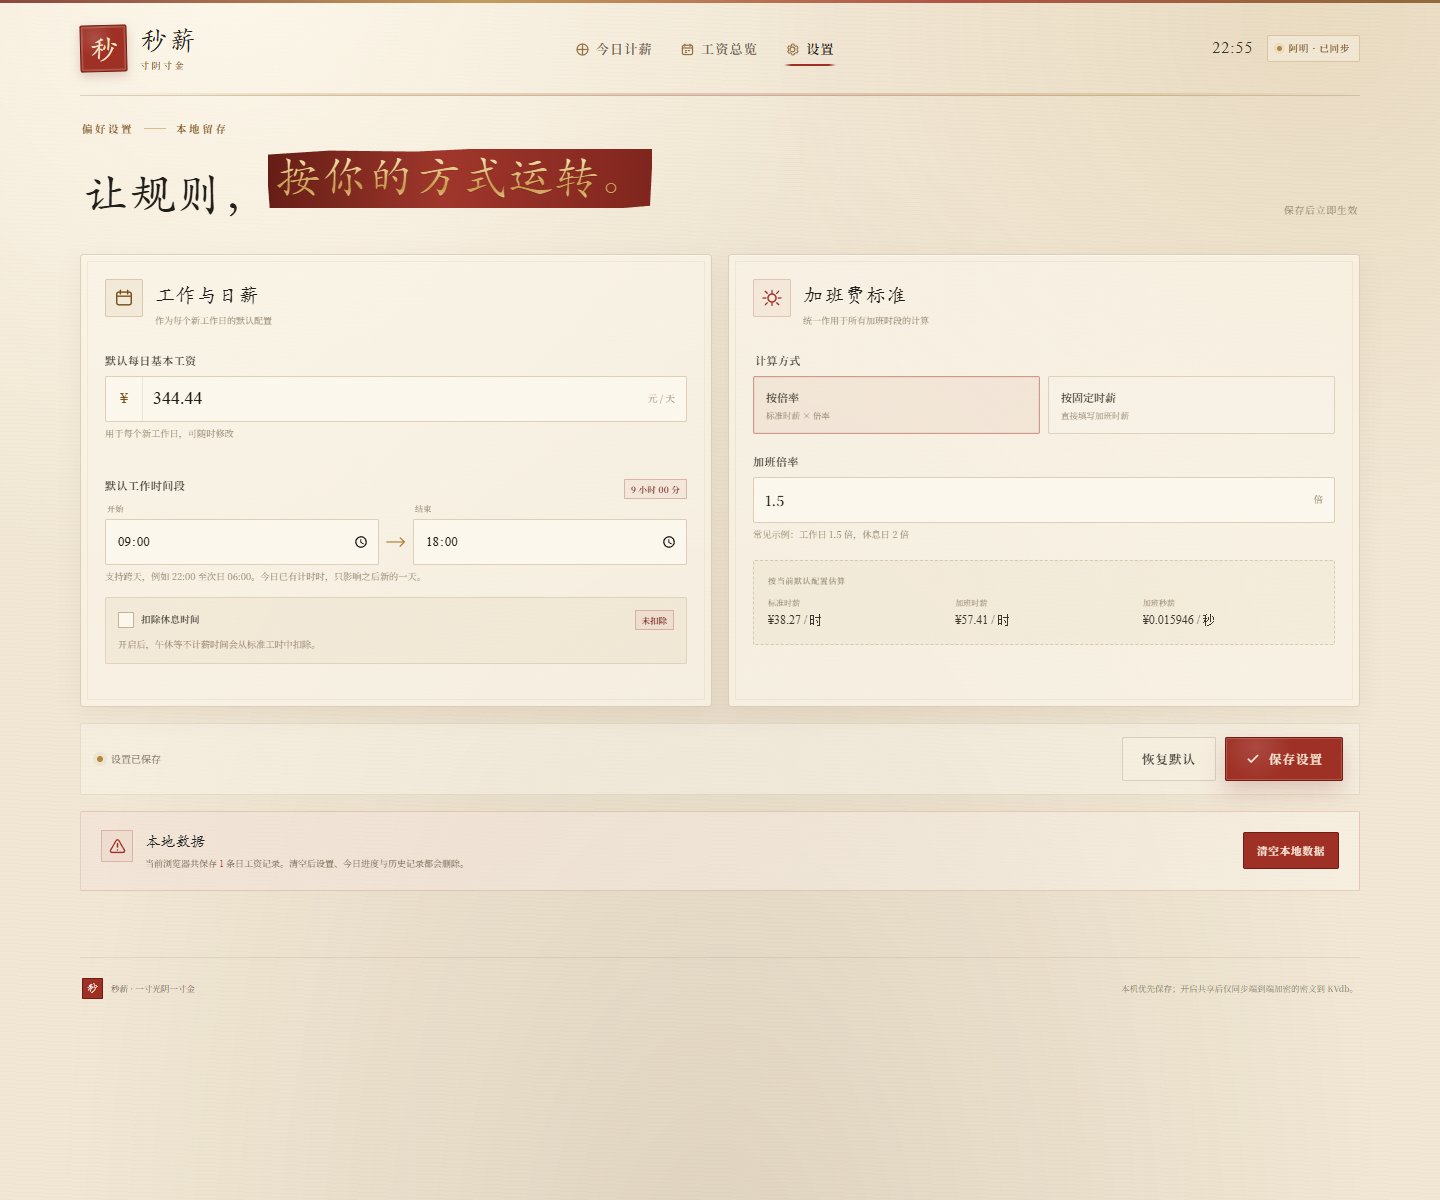 秒
秒薪
寸阴寸金
今日计薪
工资总览
设置
22:55
阿明 · 已同步
偏好设置 —— 本地留存
让规则，按你的方式运转。
保存后立即生效
工作与日薪
作为每个新工作日的默认配置
默认每日基本工资
¥ 344.44 元 / 天
用于每个新工作日，可随时修改
默认工作时间段
9 小时 00 分
开始
结束
09:00 → 18:00
支持跨天，例如 22:00 至次日 06:00。今日已有计时时，只影响之后新的一天。
扣除休息时间
未扣除
开启后，午休等不计薪时间会从标准工时中扣除。
加班费标准
统一作用于所有加班时段的计算
计算方式
按倍率
标准时薪 × 倍率
按固定时薪
直接填写加班时薪
加班倍率
1.5 倍
常见示例：工作日 1.5 倍，休息日 2 倍
按当前默认配置估算
标准时薪
¥38.27 / 时
加班时薪
¥57.41 / 时
加班秒薪
¥0.015946 / 秒
设置已保存
恢复默认
保存设置
本地数据
当前浏览器共保存 1 条日工资记录。清空后设置、今日进度与历史记录都会删除。
清空本地数据
秒
秒薪 · 一寸光阴一寸金
本机优先保存；开启共享后仅同步端到端加密的密文到 KVdb。